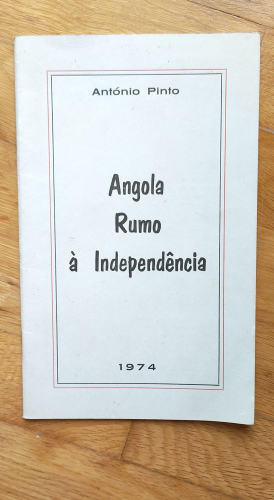 António Pinto
Angola
Rumo
à Independência
1974